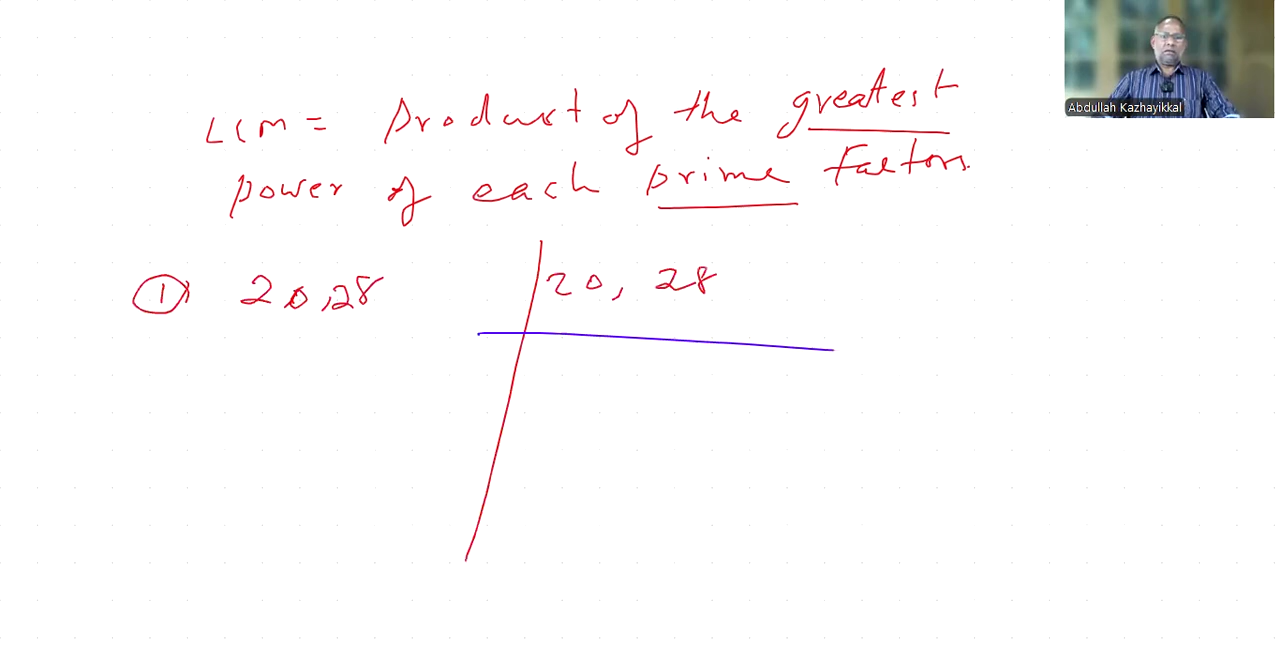 Abdullah Kazhayikkal
LCM = Product of the greatest
power of each prime factors.
① 20,28
20, 28